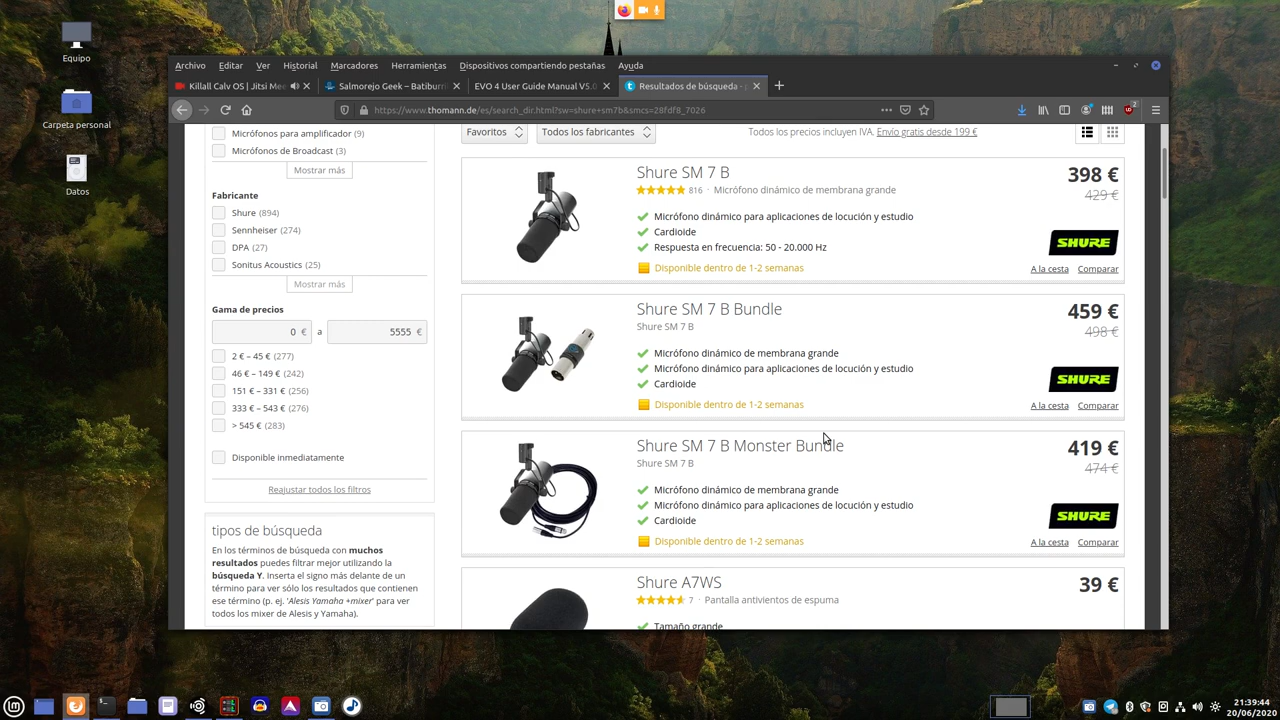 Equipo
Carpeta personal
Datos
Archivo Editar Ver Historial Marcadores Herramientas Dispositivos compartiendo pestañas Ayuda
Killall Calv OS | Jitsi Mee
Salmorejo Geek – Batiburri
EVO 4 User Guide Manual V5.0
Resultados de búsqueda -
https://www.thomann.de/es/search_dir.html?sw=shure+sm7b&smcs=28fdf8_7026
2
Micrófonos para amplificador (9)
Micrófonos de Broadcast (3)
Mostrar más
Fabricante
Shure (894)
Sennheiser (274)
DPA (27)
Sonitus Acoustics (25)
Mostrar más
Gama de precios
0 € a 5555 €
2 € – 45 € (277)
46 € – 149 € (242)
151 € – 331 € (256)
333 € – 543 € (276)
> 545 € (283)
Disponible inmediatamente
Reajustar todos los filtros
tipos de búsqueda
En los términos de búsqueda con muchos
resultados puedes filtrar mejor utilizando la
búsqueda Y. Inserta el signo más delante de un
término para ver sólo los resultados que contienen
ese término (p. ej. 'Alesis Yamaha +mixer' para ver
todos los mixer de Alesis y Yamaha).
Favoritos
Todos los fabricantes
Todos los precios incluyen IVA. Envío gratis desde 199 €
Shure SM 7 B
816 · Micrófono dinámico de membrana grande
Micrófono dinámico para aplicaciones de locución y estudio
Cardioide
Respuesta en frecuencia: 50 - 20.000 Hz
Disponible dentro de 1-2 semanas
398 €
429 €
SHURE
A la cesta Comparar
Shure SM 7 B Bundle
Shure SM 7 B
Micrófono dinámico de membrana grande
Micrófono dinámico para aplicaciones de locución y estudio
Cardioide
Disponible dentro de 1-2 semanas
459 €
498 €
SHURE
A la cesta Comparar
Shure SM 7 B Monster Bundle
Shure SM 7 B
Micrófono dinámico de membrana grande
Micrófono dinámico para aplicaciones de locución y estudio
Cardioide
Disponible dentro de 1-2 semanas
419 €
474 €
SHURE
A la cesta Comparar
Shure A7WS
7 · Pantalla antivientos de espuma
Tamaño grande
39 €
21:39:44
20/06/2020